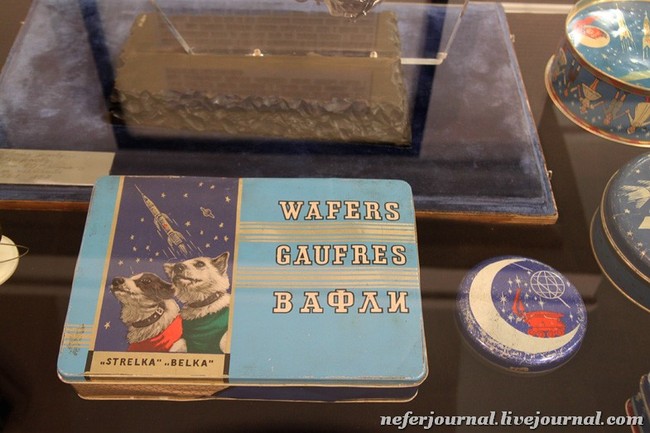 WAFERS
GAUFRES
ВАФЛИ
„STRELKA” „BELKA”
neferjournal.livejournal.com